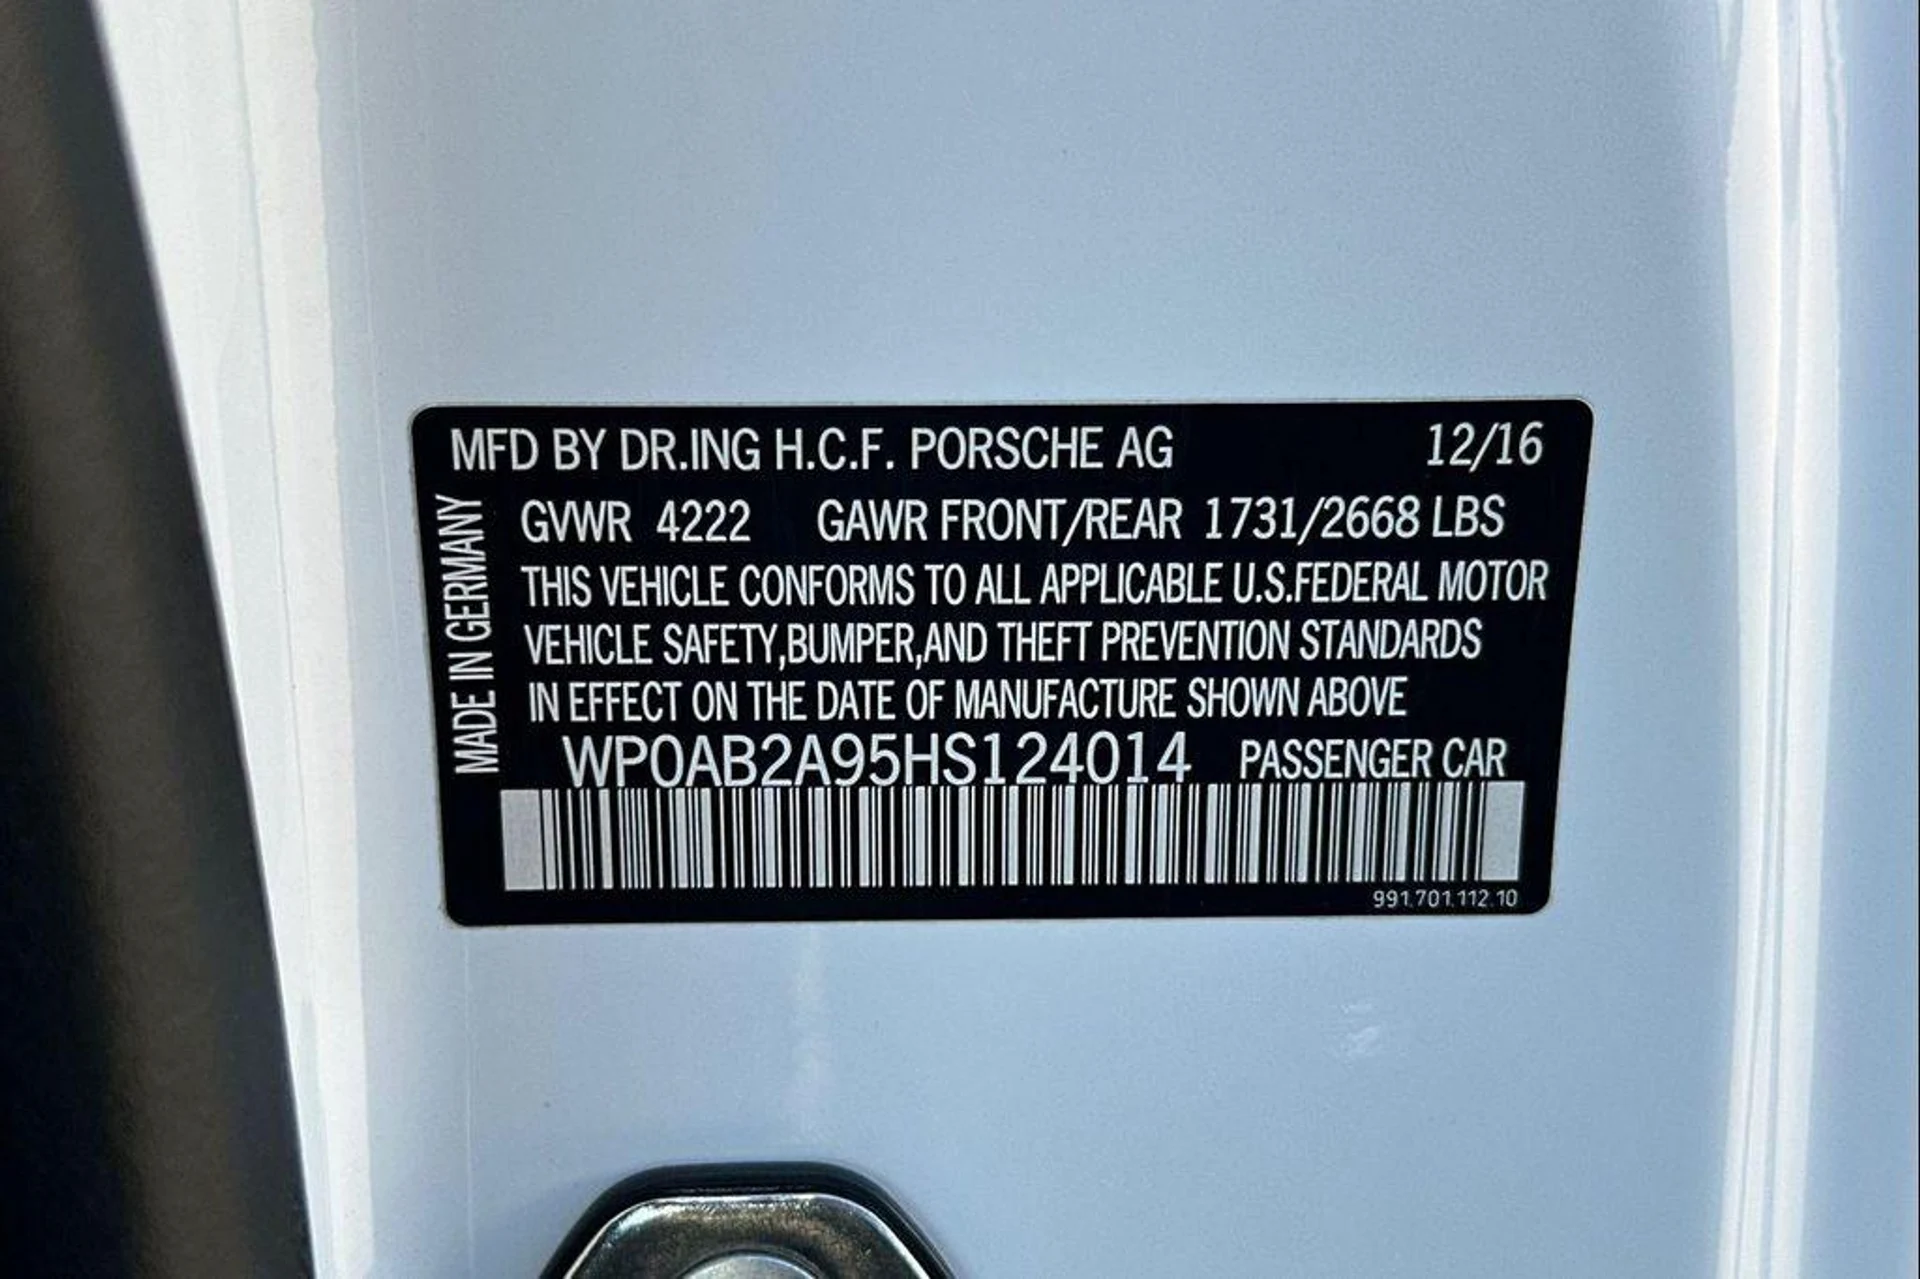 MFD BY DR.ING H.C.F. PORSCHE AG 12/16
MADE IN GERMANY
GVWR 4222 GAWR FRONT/REAR 1731/2668 LBS
THIS VEHICLE CONFORMS TO ALL APPLICABLE U.S.FEDERAL MOTOR
VEHICLE SAFETY,BUMPER,AND THEFT PREVENTION STANDARDS
IN EFFECT ON THE DATE OF MANUFACTURE SHOWN ABOVE
WP0AB2A95HS124014 PASSENGER CAR
991.701.112.10